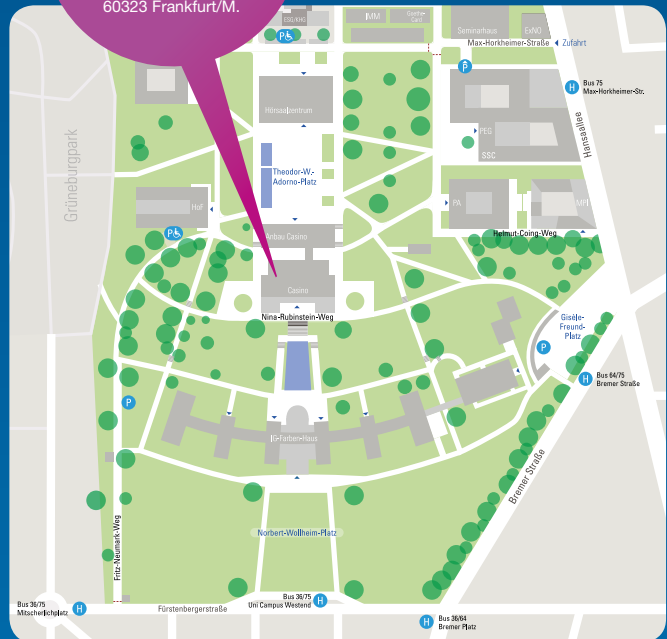 60323 Frankfurt/M.
ESG/KHG
IMM
Goethe-
Card
Seminarhaus
ExNO
Max-Horkheimer-Straße
Zufahrt
P
P
H
Bus 75
Max-Horkheimer-Str.
Hansaallee
Hörsaalzentrum
PEG
SSC
Grüneburgpark
Theodor-W.-
Adorno-Platz
HoF
PA
MPI
P
Anbau Casino
Helmut-Coing-Weg
Casino
Nina-Rubinstein-Weg
Gisèle-
Freund-
Platz
P
H
Bus 64/75
Bremer Straße
P
IG-Farben-Haus
Bremer Straße
Fritz-Neumark-Weg
Norbert-Wollheim-Platz
Bus 36/75
Mitscherlichplatz
H
Fürstenbergerstraße
Bus 36/75
Uni Campus Westend
H
H
Bus 36/64
Bremer Platz